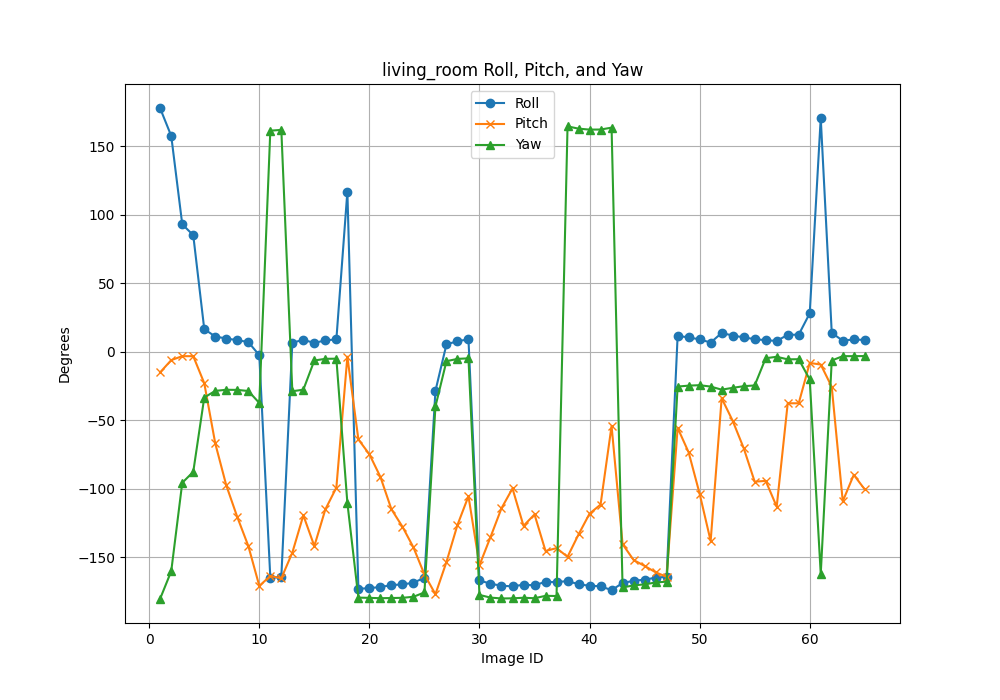 living_room Roll, Pitch, and Yaw
Roll
Pitch
Yaw
Degrees
150
100
50
0
−50
−100
−150
0 10 20 30 40 50 60
Image ID